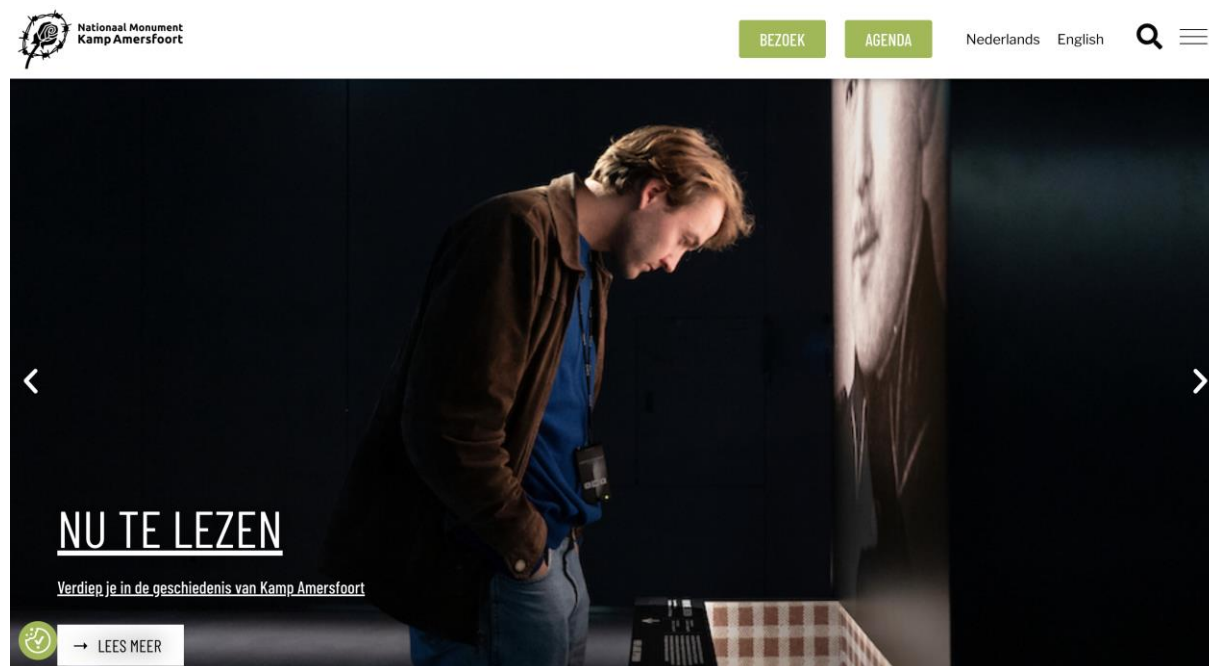 Nationaal Monument
Kamp Amersfoort
BEZOEK
AGENDA
Nederlands
English
NU TE LEZEN
Verdiep je in de geschiedenis van Kamp Amersfoort
→ LEES MEER